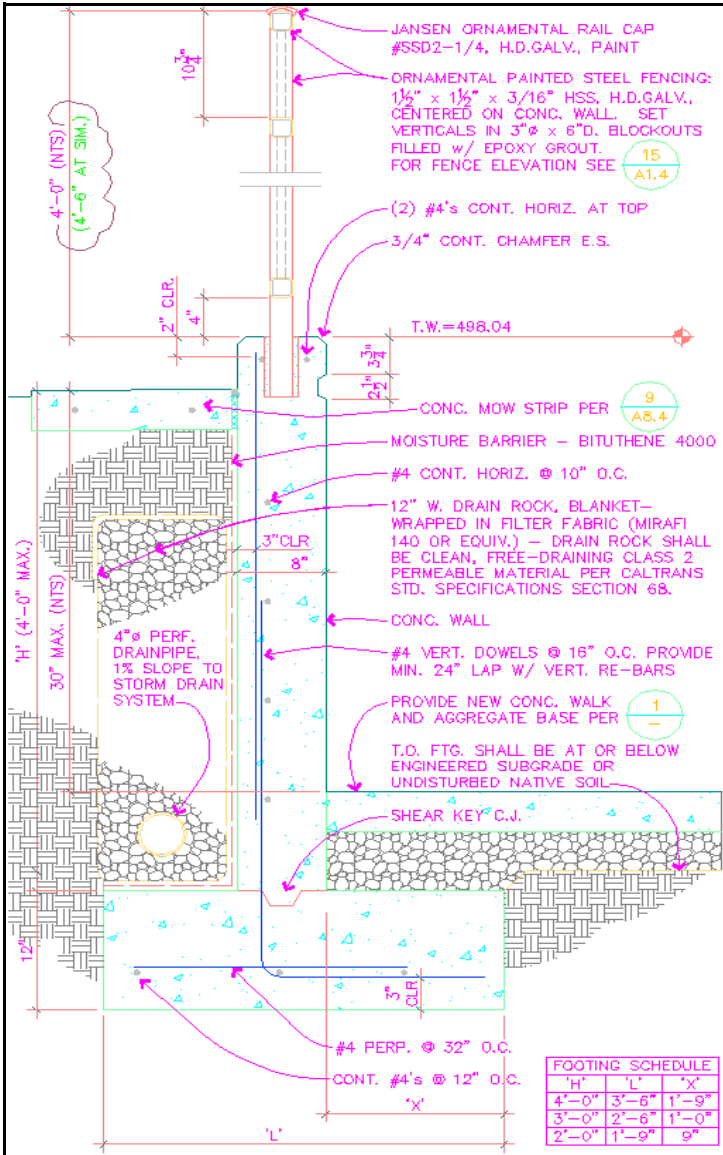 JANSEN ORNAMENTAL RAIL CAP
#SSD2-1/4, H.D.GALV., PAINT
10 3/4"
ORNAMENTAL PAINTED STEEL FENCING:
1 1/2" x 1 1/2" x 3/16" HSS, H.D.GALV.,
CENTERED ON CONC. WALL. SET
VERTICALS IN 3"ø x 6"D. BLOCKOUTS
FILLED w/ EPOXY GROUT.
FOR FENCE ELEVATION SEE
15
A1.4
4'-0" (NTS)
(4'-6" AT SIM.)
(2) #4's CONT. HORIZ. AT TOP
3/4" CONT. CHAMFER E.S.
2" CLR.
4"
T.W.=498.04
3 3/4"
2 1/2"
CONC. MOW STRIP PER
9
A8.4
MOISTURE BARRIER - BITUTHENE 4000
#4 CONT. HORIZ. @ 10" O.C.
12" W. DRAIN ROCK, BLANKET-
WRAPPED IN FILTER FABRIC (MIRAFI
140 OR EQUIV.) - DRAIN ROCK SHALL
BE CLEAN, FREE-DRAINING CLASS 2
PERMEABLE MATERIAL PER CALTRANS
STD. SPECIFICATIONS SECTION 68.
3"CLR
8"
'H' (4'-0" MAX.)
30" MAX. (NTS)
CONC. WALL
4"ø PERF.
DRAINPIPE,
1% SLOPE TO
STORM DRAIN
SYSTEM
#4 VERT. DOWELS @ 16" O.C. PROVIDE
MIN. 24" LAP W/ VERT. RE-BARS
PROVIDE NEW CONC. WALK
AND AGGREGATE BASE PER
1
-
T.O. FTG. SHALL BE AT OR BELOW
ENGINEERED SUBGRADE OR
UNDISTURBED NATIVE SOIL
SHEAR KEY C.J.
12"
3"
CLR
#4 PERP. @ 32" O.C.
CONT. #4's @ 12" O.C.
'X'
'L'
FOOTING SCHEDULE
'H' 'L' 'X'
4'-0" 3'-6" 1'-9"
3'-0" 2'-6" 1'-0"
2'-0" 1'-9" 9"